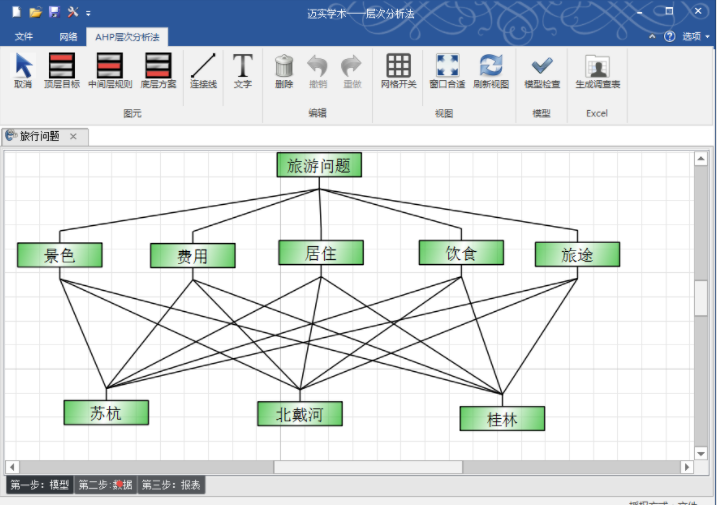 迈实学术——层次分析法
文件 网络 AHP层次分析法 选项
取消 顶层目标 中间层规则 底层方案 连接线 文字 删除 撤销 重做 网格开关 窗口合适 刷新视图 模型检查 生成调查表
图元 编辑 视图 模型 Excel
旅行问题
旅游问题
景色 费用 居住 饮食 旅途
苏杭 北戴河 桂林
第一步：模型 第二步：数据 第三步：报表